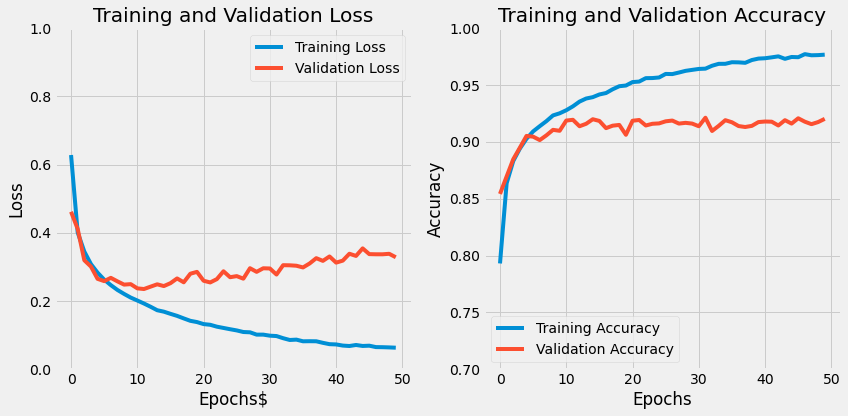 Training and Validation Loss
1.0
0.8
0.6
0.4
0.2
0.0
Loss
Training Loss
Validation Loss
0 10 20 30 40 50
Epochs$
Training and Validation Accuracy
1.00
0.95
0.90
0.85
0.80
0.75
0.70
Accuracy
Training Accuracy
Validation Accuracy
0 10 20 30 40 50
Epochs